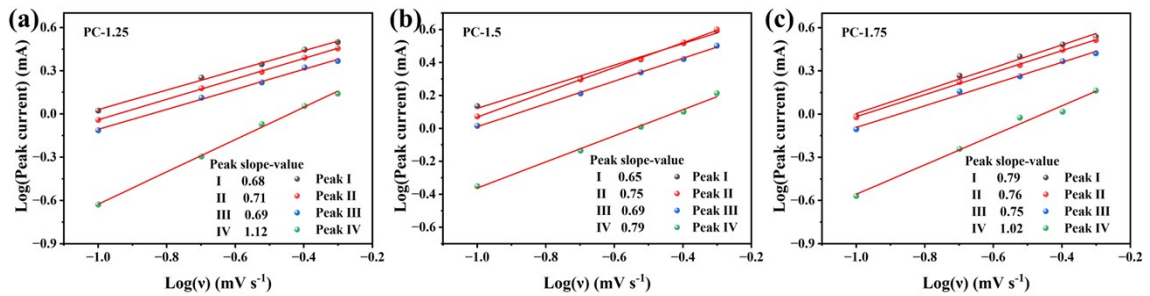 (a)
PC-1.25
Log(Peak current) (mA)
0.6
0.3
0.0
−0.3
−0.6
−0.9
Peak slope-value
I 0.68 Peak I
II 0.71 Peak II
III 0.69 Peak III
IV 1.12 Peak IV
−1.0 −0.8 −0.6 −0.4 −0.2
Log(ν) (mV s⁻¹)
(b)
PC-1.5
Log(Peak current) (mA)
0.6
0.4
0.2
0.0
−0.2
−0.4
−0.6
Peak slope-value
I 0.65 Peak I
II 0.75 Peak II
III 0.69 Peak III
IV 0.79 Peak IV
−1.0 −0.8 −0.6 −0.4 −0.2
Log(ν) (mV s⁻¹)
(c)
PC-1.75
Log(Peak current) (mA)
0.6
0.3
0.0
−0.3
−0.6
−0.9
Peak slope-value
I 0.79 Peak I
II 0.76 Peak II
III 0.75 Peak III
IV 1.02 Peak IV
−1.0 −0.8 −0.6 −0.4 −0.2
Log(ν) (mV s⁻¹)